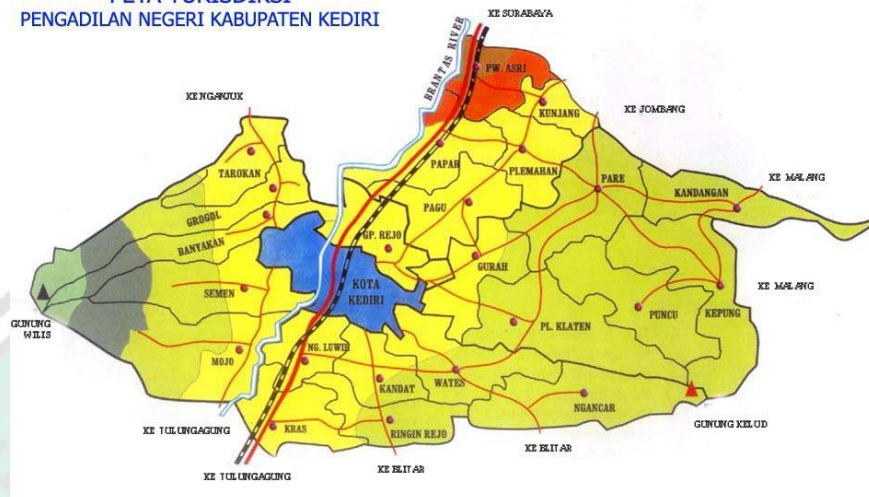 PETA YURISDIKSI
PENGADILAN NEGERI KABUPATEN KEDIRI
KE SURABAYA
BRANTAS RIVER
PW. ASRI
KE NGANJUK
KUNJANG
KE JOMBANG
PAPAR
PLEMAHAN
TAROKAN
PARE
KE MALANG
KANDANGAN
PAGU
GROGOL
BANYAKAN
GP. REJO
GURAH
KOTA
KEDIRI
SEMEN
KE MALANG
PUNCU
KEPUNG
GUNUNG
WILIS
PL. KLATEN
NG. LUWIH
MOJO
WATES
KANDAT
NGANCAR
GUNUNG KELUD
KE TULUNGAGUNG
KRAS
RINGIN REJO
KE BLITAR
KE BLITAR
KE TULUNGAGUNG